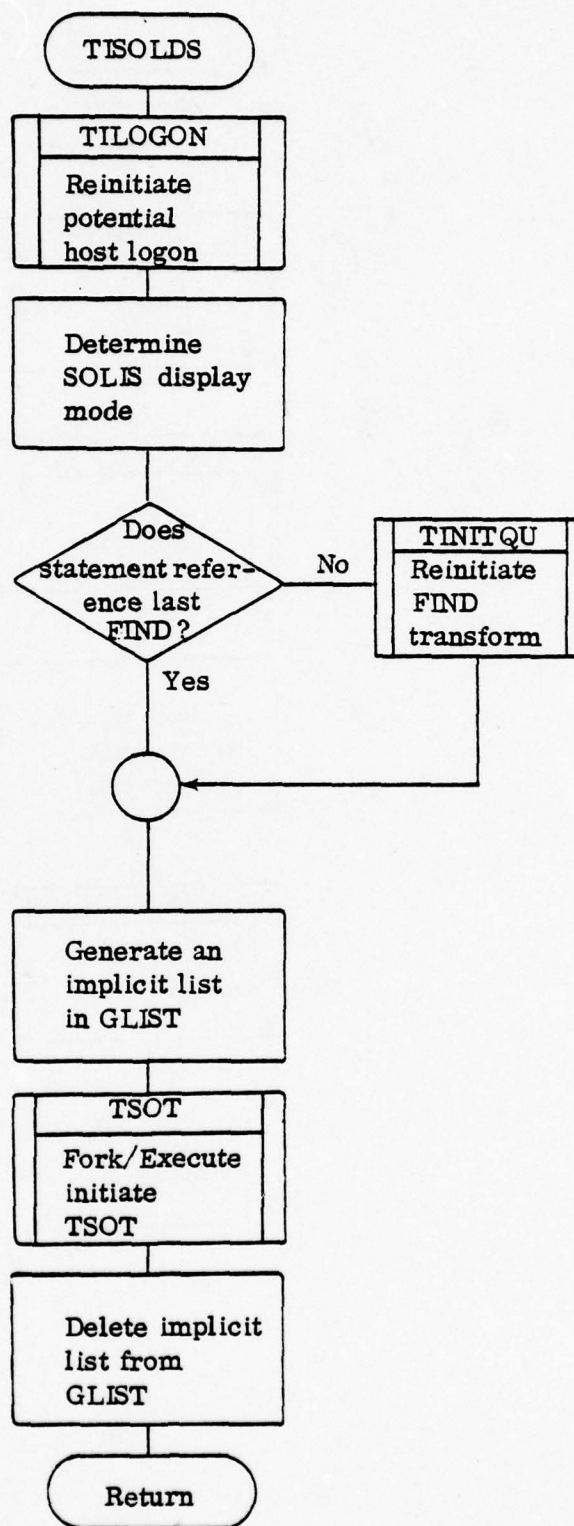 TISOLDS
TILOGON
Reinitiate
potential
host logon
Determine
SOLIS display
mode
Does
statement refer-
ence last
FIND?
No
TINITQU
Reinitiate
FIND
transform
Yes
Generate an
implicit list
in GLIST
TSOT
Fork/Execute
initiate
TSOT
Delete implicit
list from
GLIST
Return